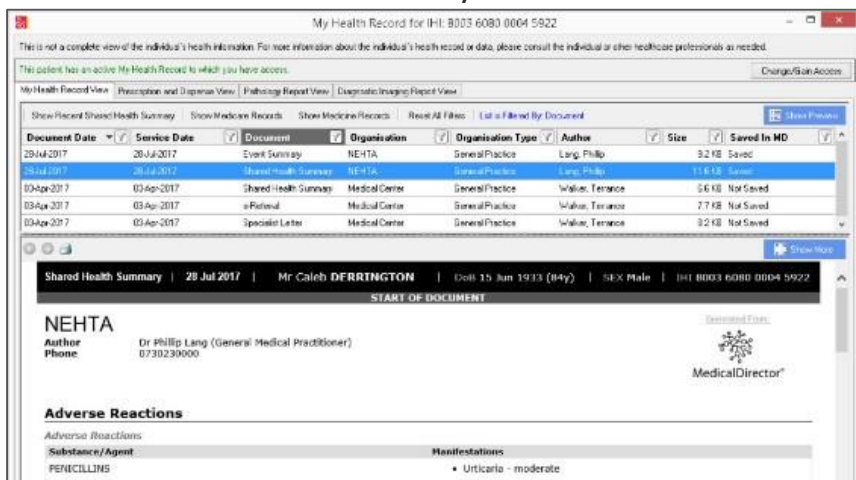 My Health Record for IHI: 8003 6080 0004 5922
This is not a complete view of the individual's health information. For more information about the individual's health record or data, please consult the individual or other healthcare professionals as needed.
This patient has an active My Health Record to which you have access.
Change/Gain Access
My Health Record View Prescription and Dispense View Pathology Report View Diagnostic Imaging Report View
Show Recent Shared Health Summary Show Medicare Records Show Medicine Records Reset All Filters List is Filtered By: Document Show Preview
Document Date Service Date Document Organisation Organisation Type Author Size Saved In MD
28-Jul-2017 28-Jul-2017 Event Summary NEHTA General Practice Lang, Phillip 9.2 KB Saved
28-Jul-2017 28-Jul-2017 Shared Health Summary NEHTA General Practice Lang, Phillip 11.6 KB Saved
03-Apr-2017 03-Apr-2017 Shared Health Summary Medical Center General Practice Walker, Terrance 6.6 KB Not Saved
03-Apr-2017 03-Apr-2017 e-Referral Medical Center General Practice Walker, Terrance 7.7 KB Not Saved
03-Apr-2017 03-Apr-2017 Specialist Letter Medical Center General Practice Walker, Terrance 8.2 KB Not Saved
Show More
Shared Health Summary | 28 Jul 2017 | Mr Caleb DERRINGTON | DoB 15 Jun 1933 (84y) | SEX Male | IHI 8003 6080 0004 5922
START OF DOCUMENT
NEHTA
Generated From:
Author Dr Phillip Lang (General Medical Practitioner)
Phone 0730230000
MedicalDirector
Adverse Reactions
Adverse Reactions
Substance/Agent Manifestations
PENICILLINS • Urticaria - moderate